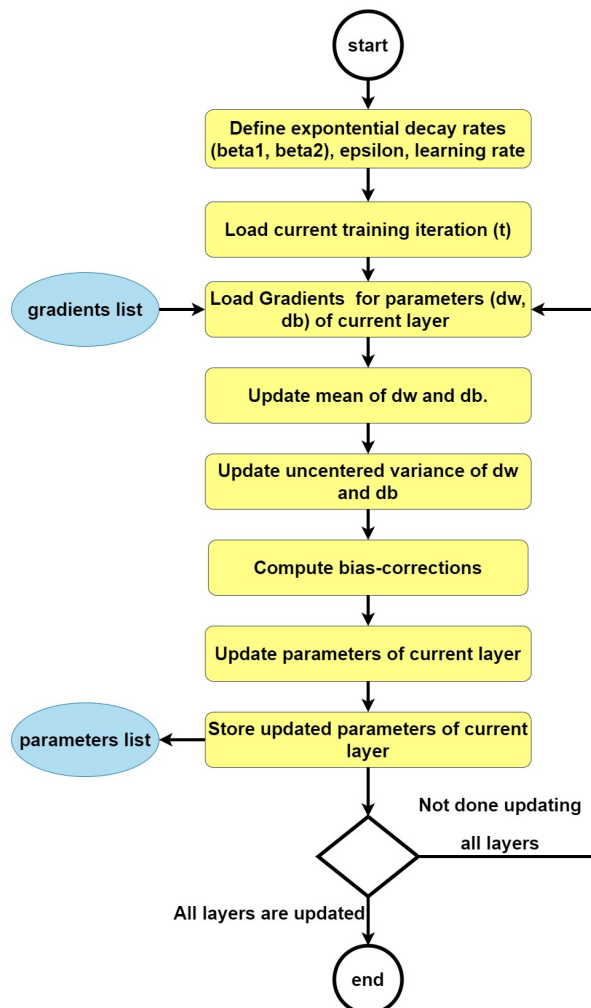 start
Define expontential decay rates
(beta1, beta2), epsilon, learning rate
Load current training iteration (t)
gradients list
Load Gradients for parameters (dw,
db) of current layer
Update mean of dw and db.
Update uncentered variance of dw
and db
Compute bias-corrections
Update parameters of current layer
parameters list
Store updated parameters of current
layer
Not done updating
all layers
All layers are updated
end